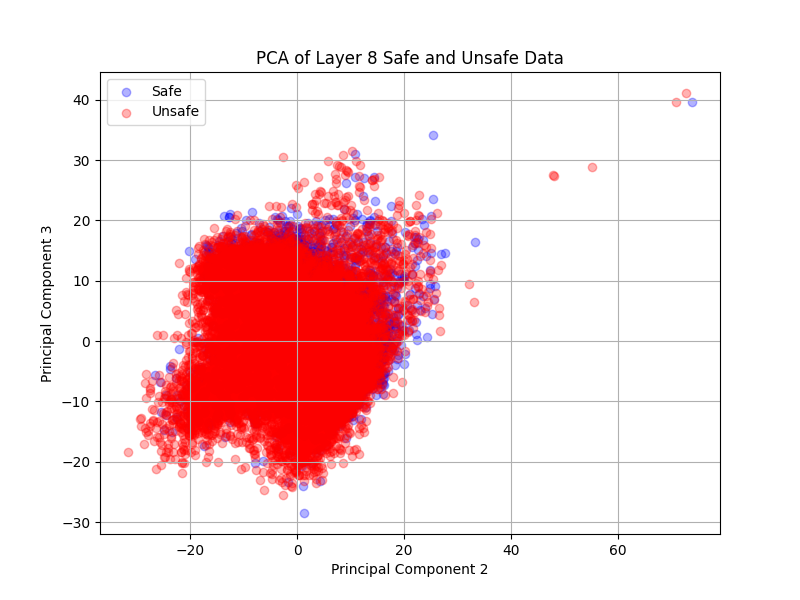 PCA of Layer 8 Safe and Unsafe Data
Safe
Unsafe
40
30
20
10
0
−10
−20
−30
Principal Component 3
−20
0
20
40
60
Principal Component 2